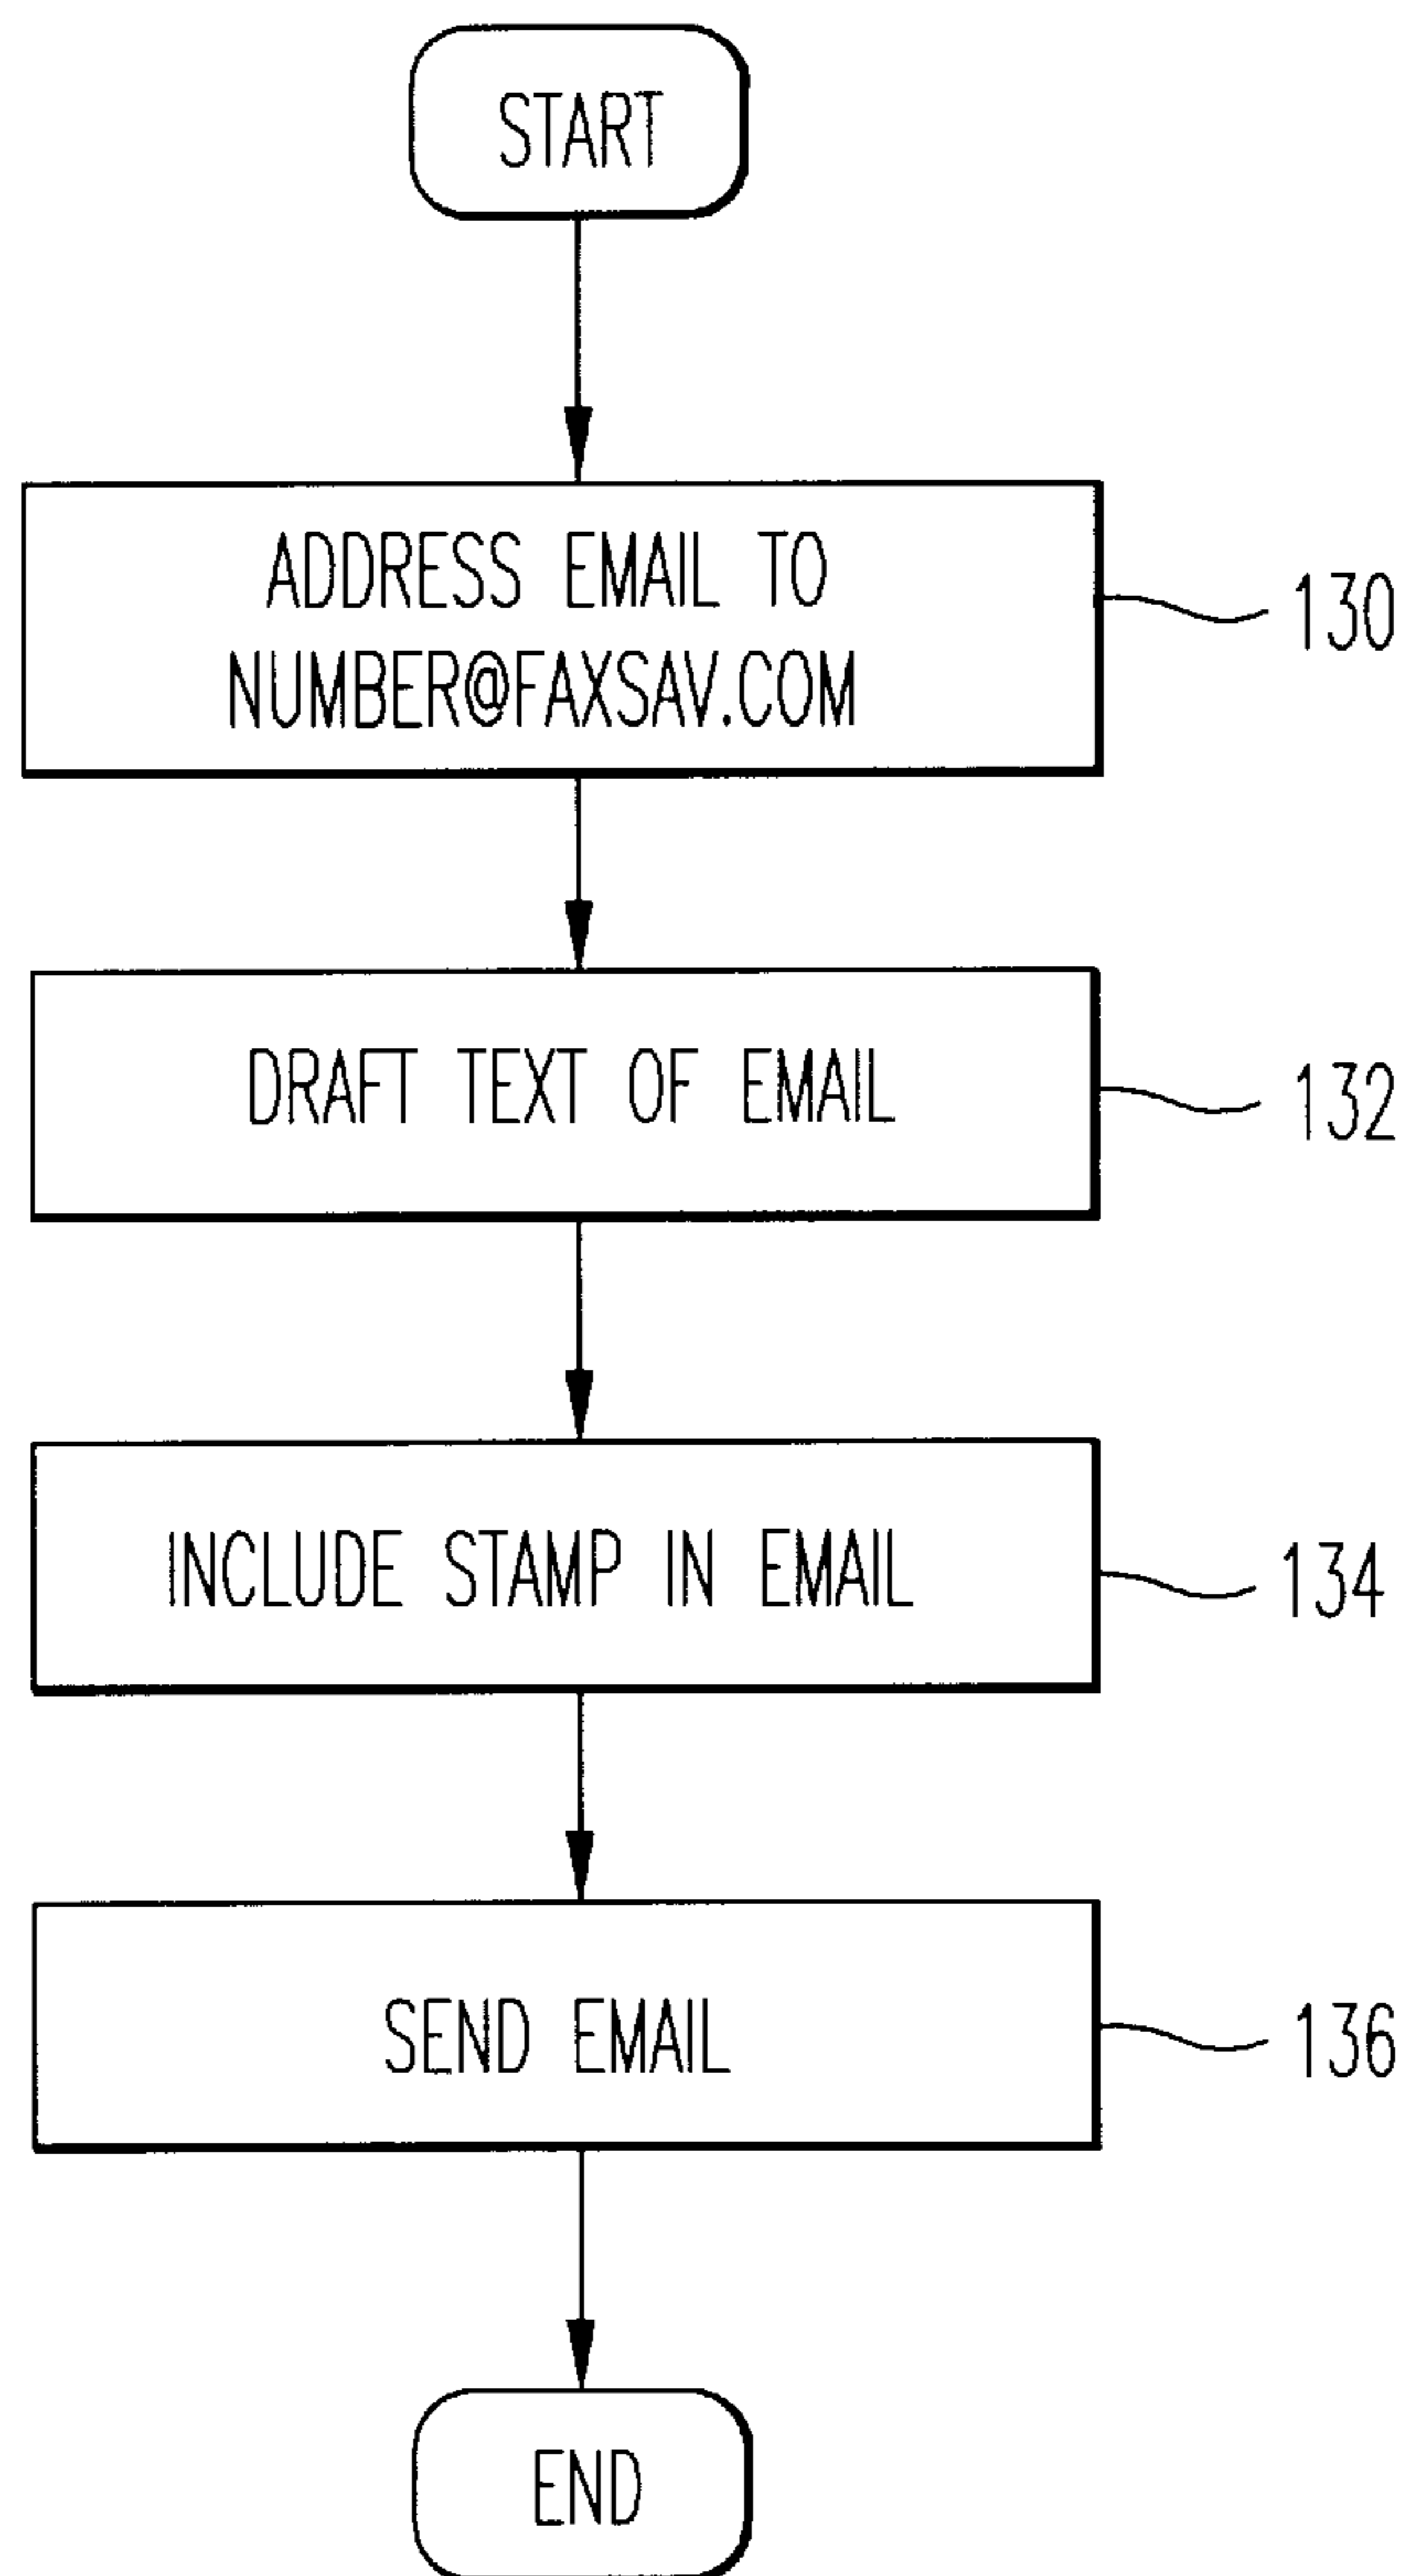 START
ADDRESS EMAIL TO
NUMBER@FAXSAV.COM
130
DRAFT TEXT OF EMAIL
132
INCLUDE STAMP IN EMAIL
134
SEND EMAIL
136
END